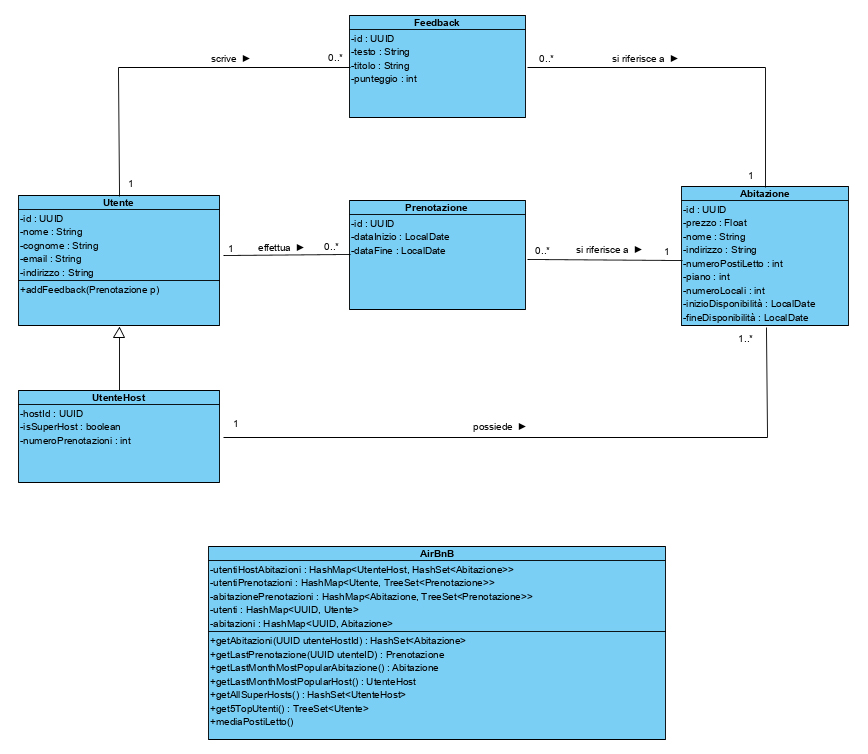 Feedback
-id : UUID
-testo : String
-titolo : String
-punteggio : int
scrive ►
0..*
0..*
si riferisce a ►
1
1
Utente
-id : UUID
-nome : String
-cognome : String
-email : String
-indirizzo : String
+addFeedback(Prenotazione p)
1
effettua ►
0..*
Prenotazione
-id : UUID
-dataInizio : LocalDate
-dataFine : LocalDate
0..*
si riferisce a ►
1
Abitazione
-id : UUID
-prezzo : Float
-nome : String
-indirizzo : String
-numeroPostiLetto : int
-piano : int
-numeroLocali : int
-inizioDisponibilità : LocalDate
-fineDisponibilità : LocalDate
1..*
UtenteHost
-hostId : UUID
-isSuperHost : boolean
-numeroPrenotazioni : int
1
possiede ►
AirBnB
-utentiHostAbitazioni : HashMap<UtenteHost, HashSet<Abitazione>>
-utentiPrenotazioni : HashMap<Utente, TreeSet<Prenotazione>>
-abitazionePrenotazioni : HashMap<Abitazione, TreeSet<Prenotazione>>
-utenti : HashMap<UUID, Utente>
-abitazioni : HashMap<UUID, Abitazione>
+getAbitazioni(UUID utenteHostId) : HashSet<Abitazione>
+getLastPrenotazione(UUID utenteID) : Prenotazione
+getLastMonthMostPopularAbitazione() : Abitazione
+getLastMonthMostPopularHost() : UtenteHost
+getAllSuperHosts() : HashSet<UtenteHost>
+get5TopUtenti() : TreeSet<Utente>
+mediaPostiLetto()